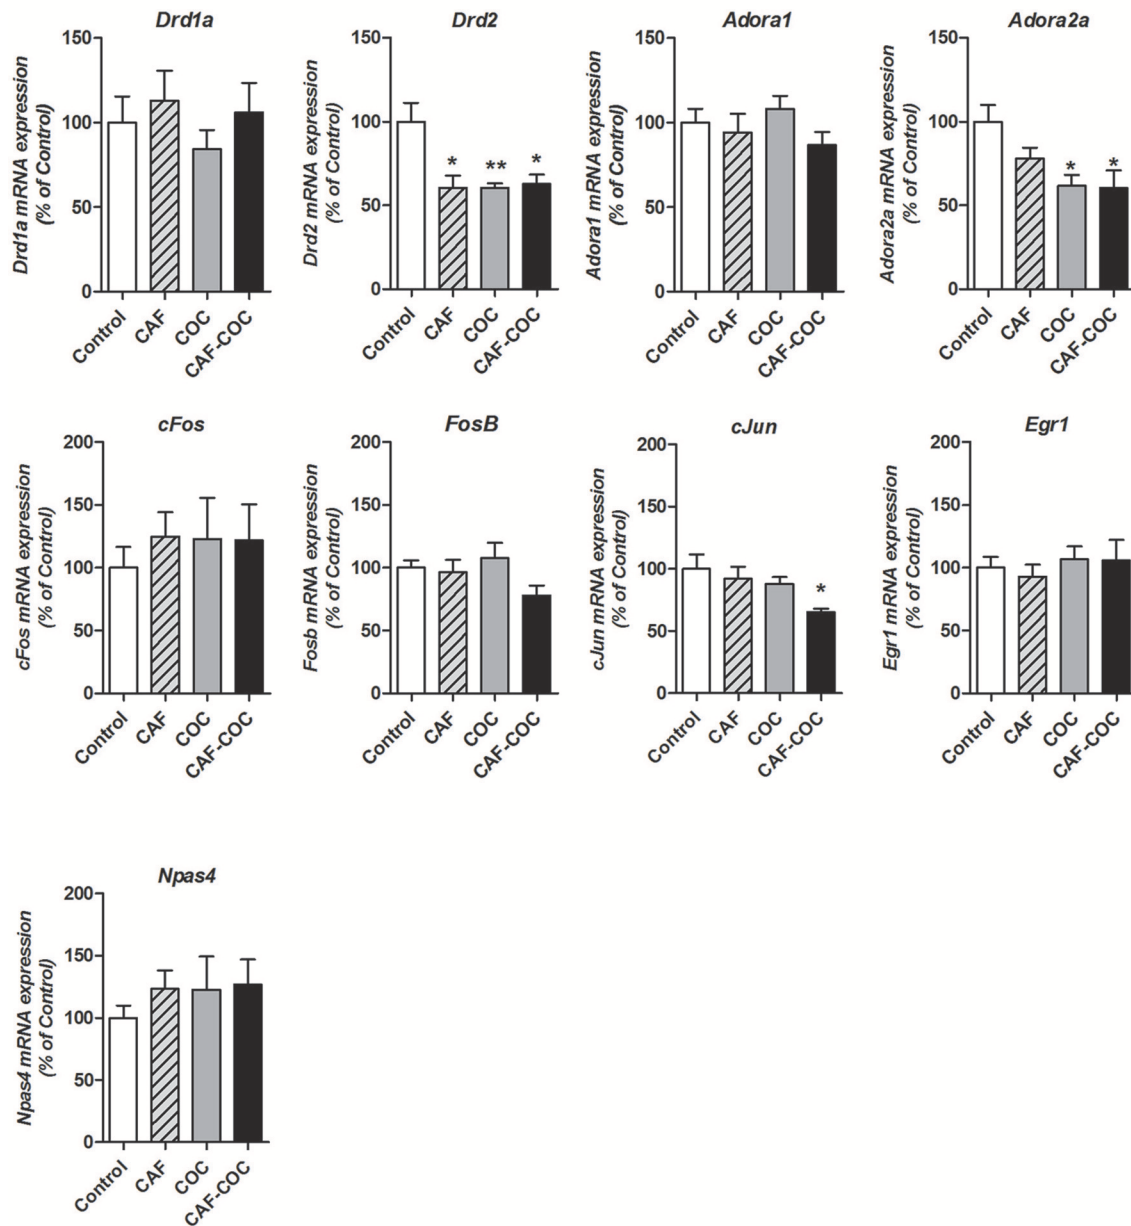 Drd1a
Drd1a mRNA expression
(% of Control)
150
100
50
0
Control
CAF
COC
CAF-COC
Drd2
Drd2 mRNA expression
(% of Control)
150
100
50
0
*
**
*
Control
CAF
COC
CAF-COC
Adora1
Adora1 mRNA expression
(% of Control)
150
100
50
0
Control
CAF
COC
CAF-COC
Adora2a
Adora2a mRNA expression
(% of Control)
150
100
50
0
*
*
Control
CAF
COC
CAF-COC
cFos
cFos mRNA expression
(% of Control)
200
150
100
50
0
Control
CAF
COC
CAF-COC
FosB
Fosb mRNA expression
(% of Control)
200
150
100
50
0
Control
CAF
COC
CAF-COC
cJun
cJun mRNA expression
(% of Control)
200
150
100
50
0
*
Control
CAF
COC
CAF-COC
Egr1
Egr1 mRNA expression
(% of Control)
200
150
100
50
0
Control
CAF
COC
CAF-COC
Npas4
Npas4 mRNA expression
(% of Control)
200
150
100
50
0
Control
CAF
COC
CAF-COC